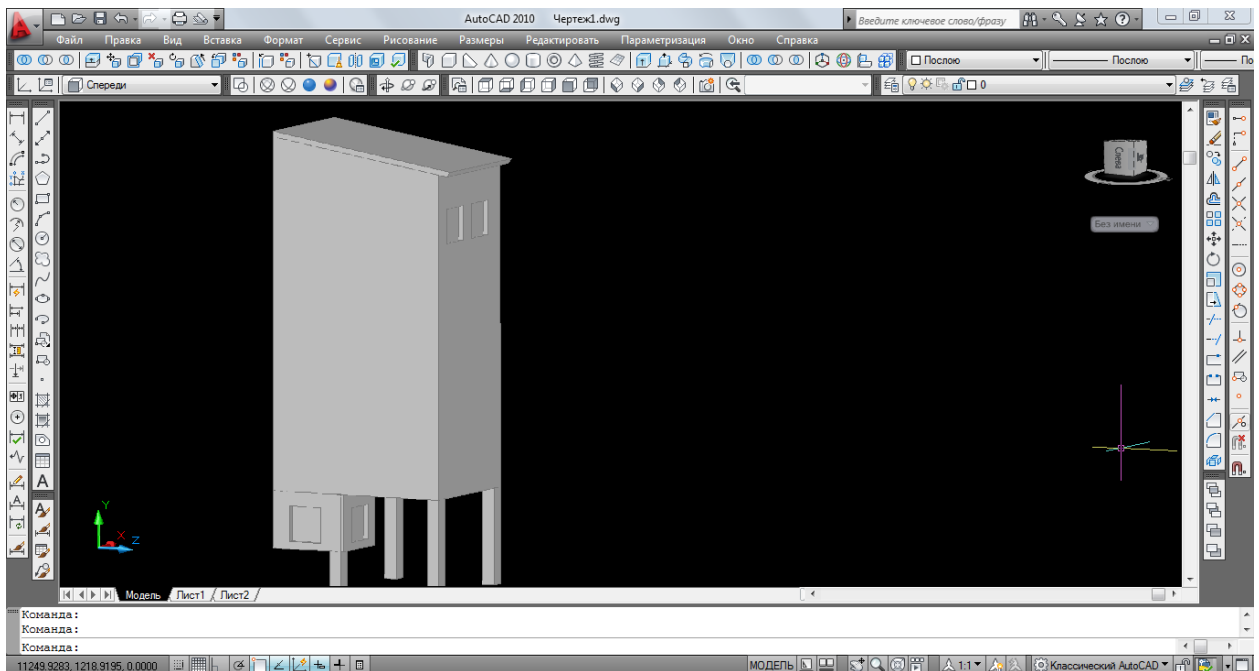 AutoCAD 2010 Чертеж1.dwg
Введите ключевое слово/фразу
Файл Правка Вид Вставка Формат Сервис Рисование Размеры Редактировать Параметризация Окно Справка
Послою Послою По
Спереди 0
Слева
Без имени
Y
X Z
A
Модель Лист1 Лист2
Команда:
Команда:
Команда:
11249.9283, 1218.9195, 0.0000 МОДЕЛЬ 1:1 Классический AutoCAD